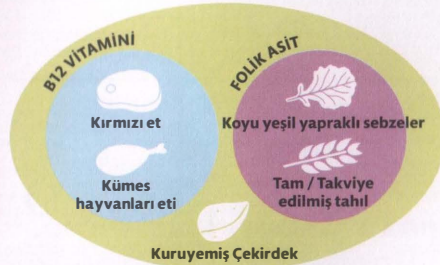 B12 VİTAMİNİ
Kırmızı et
Kümes
hayvanları eti
FOLİK ASİT
Koyu yeşil yapraklı sebzeler
Tam / Takviye
edilmiş tahıl
Kuruyemiş Çekirdek